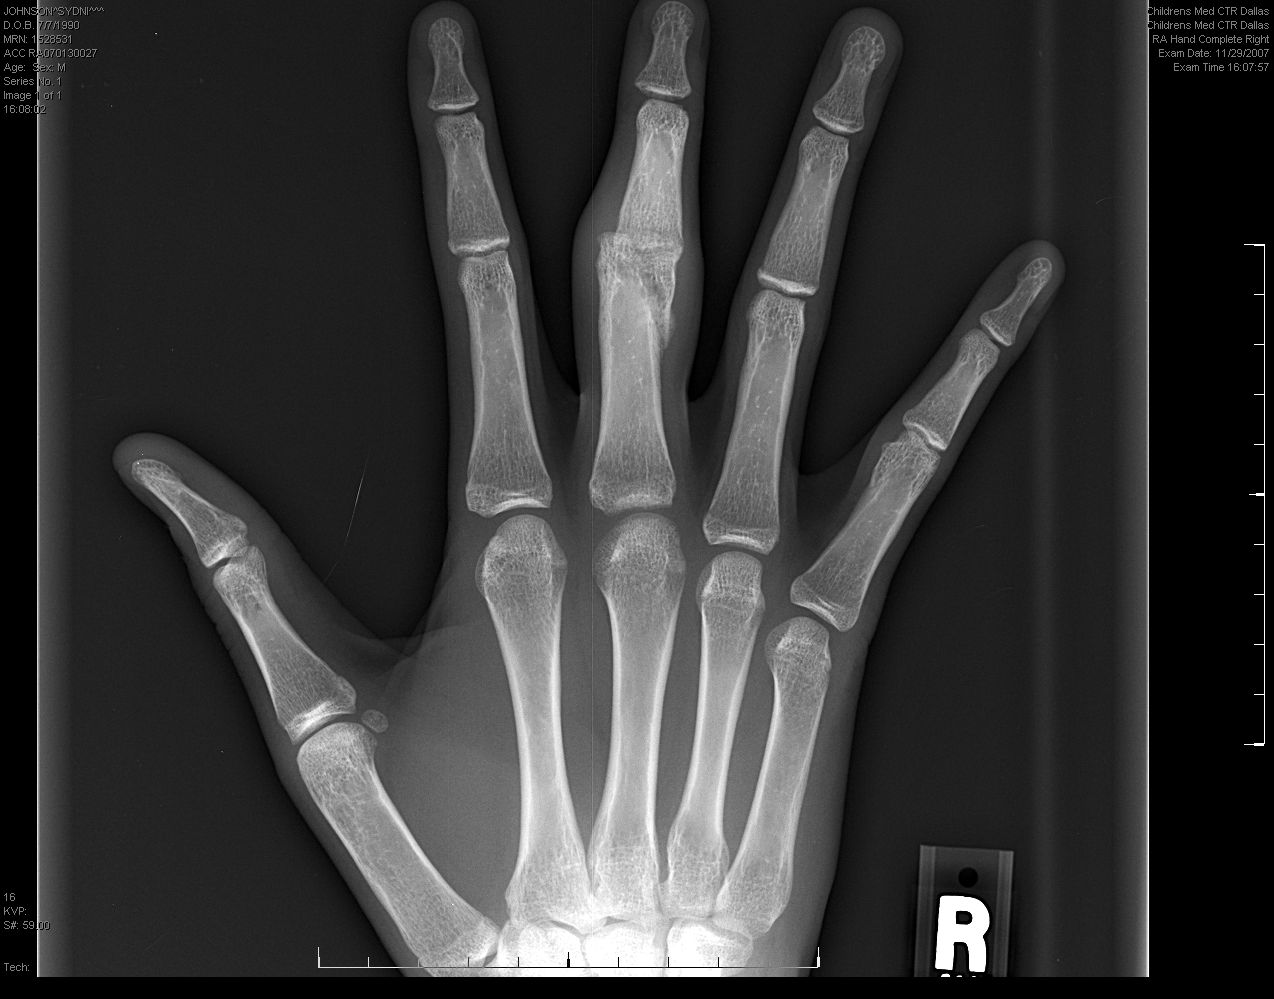 JOHNSON^SYDNI^^^
D.O.B. 7/7/1990
MRN: 1528531
ACC RA070130027
Age: Sex: M
Series No. 1
Image 1 of 1
16:08:02
Childrens Med CTR Dallas
Childrens Med CTR Dallas
RA Hand Complete Right
Exam Date: 11/29/2007
Exam Time 16:07:57
16
KVP:
S#: 59.00
Tech:
R